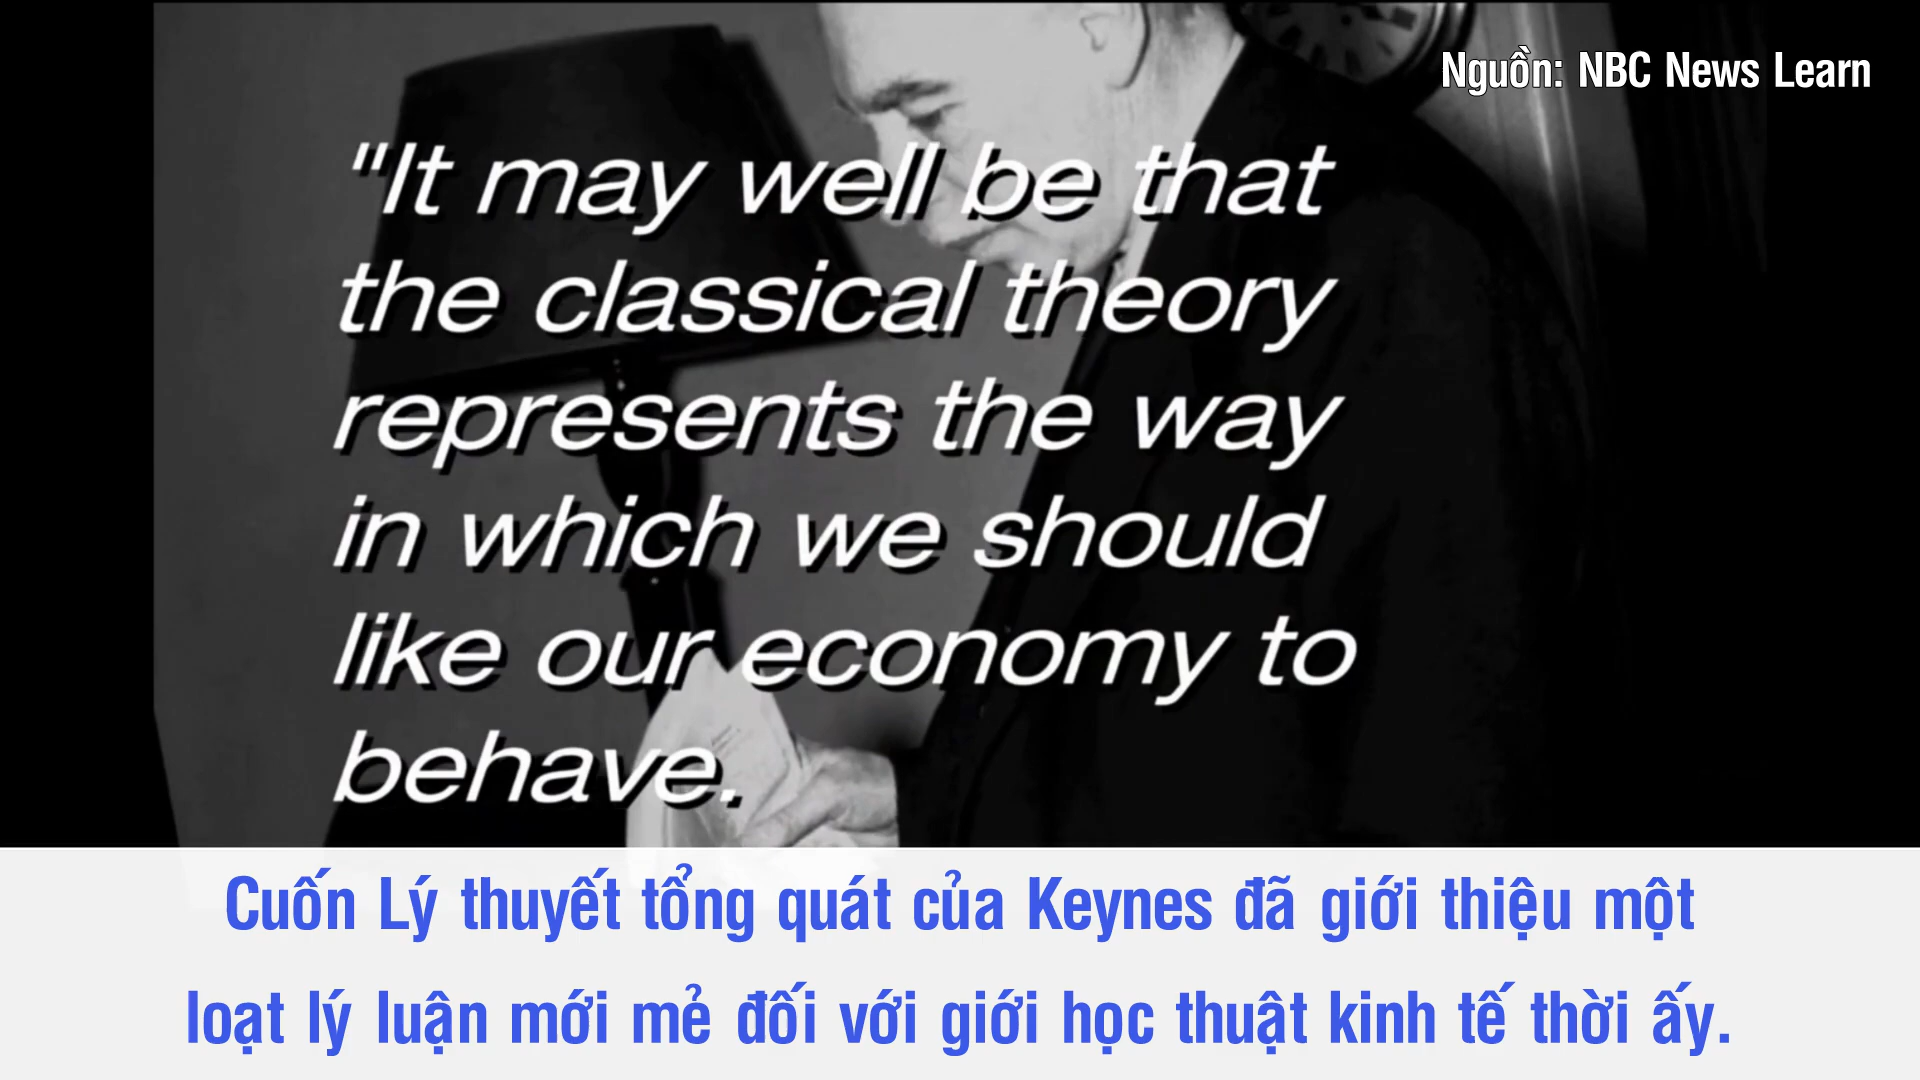 Nguồn: NBC News Learn
"It may well be that
the classical theory
represents the way
in which we should
like our economy to
behave.
Cuốn Lý thuyết tổng quát của Keynes đã giới thiệu một
loạt lý luận mới mẻ đối với giới học thuật kinh tế thời ấy.